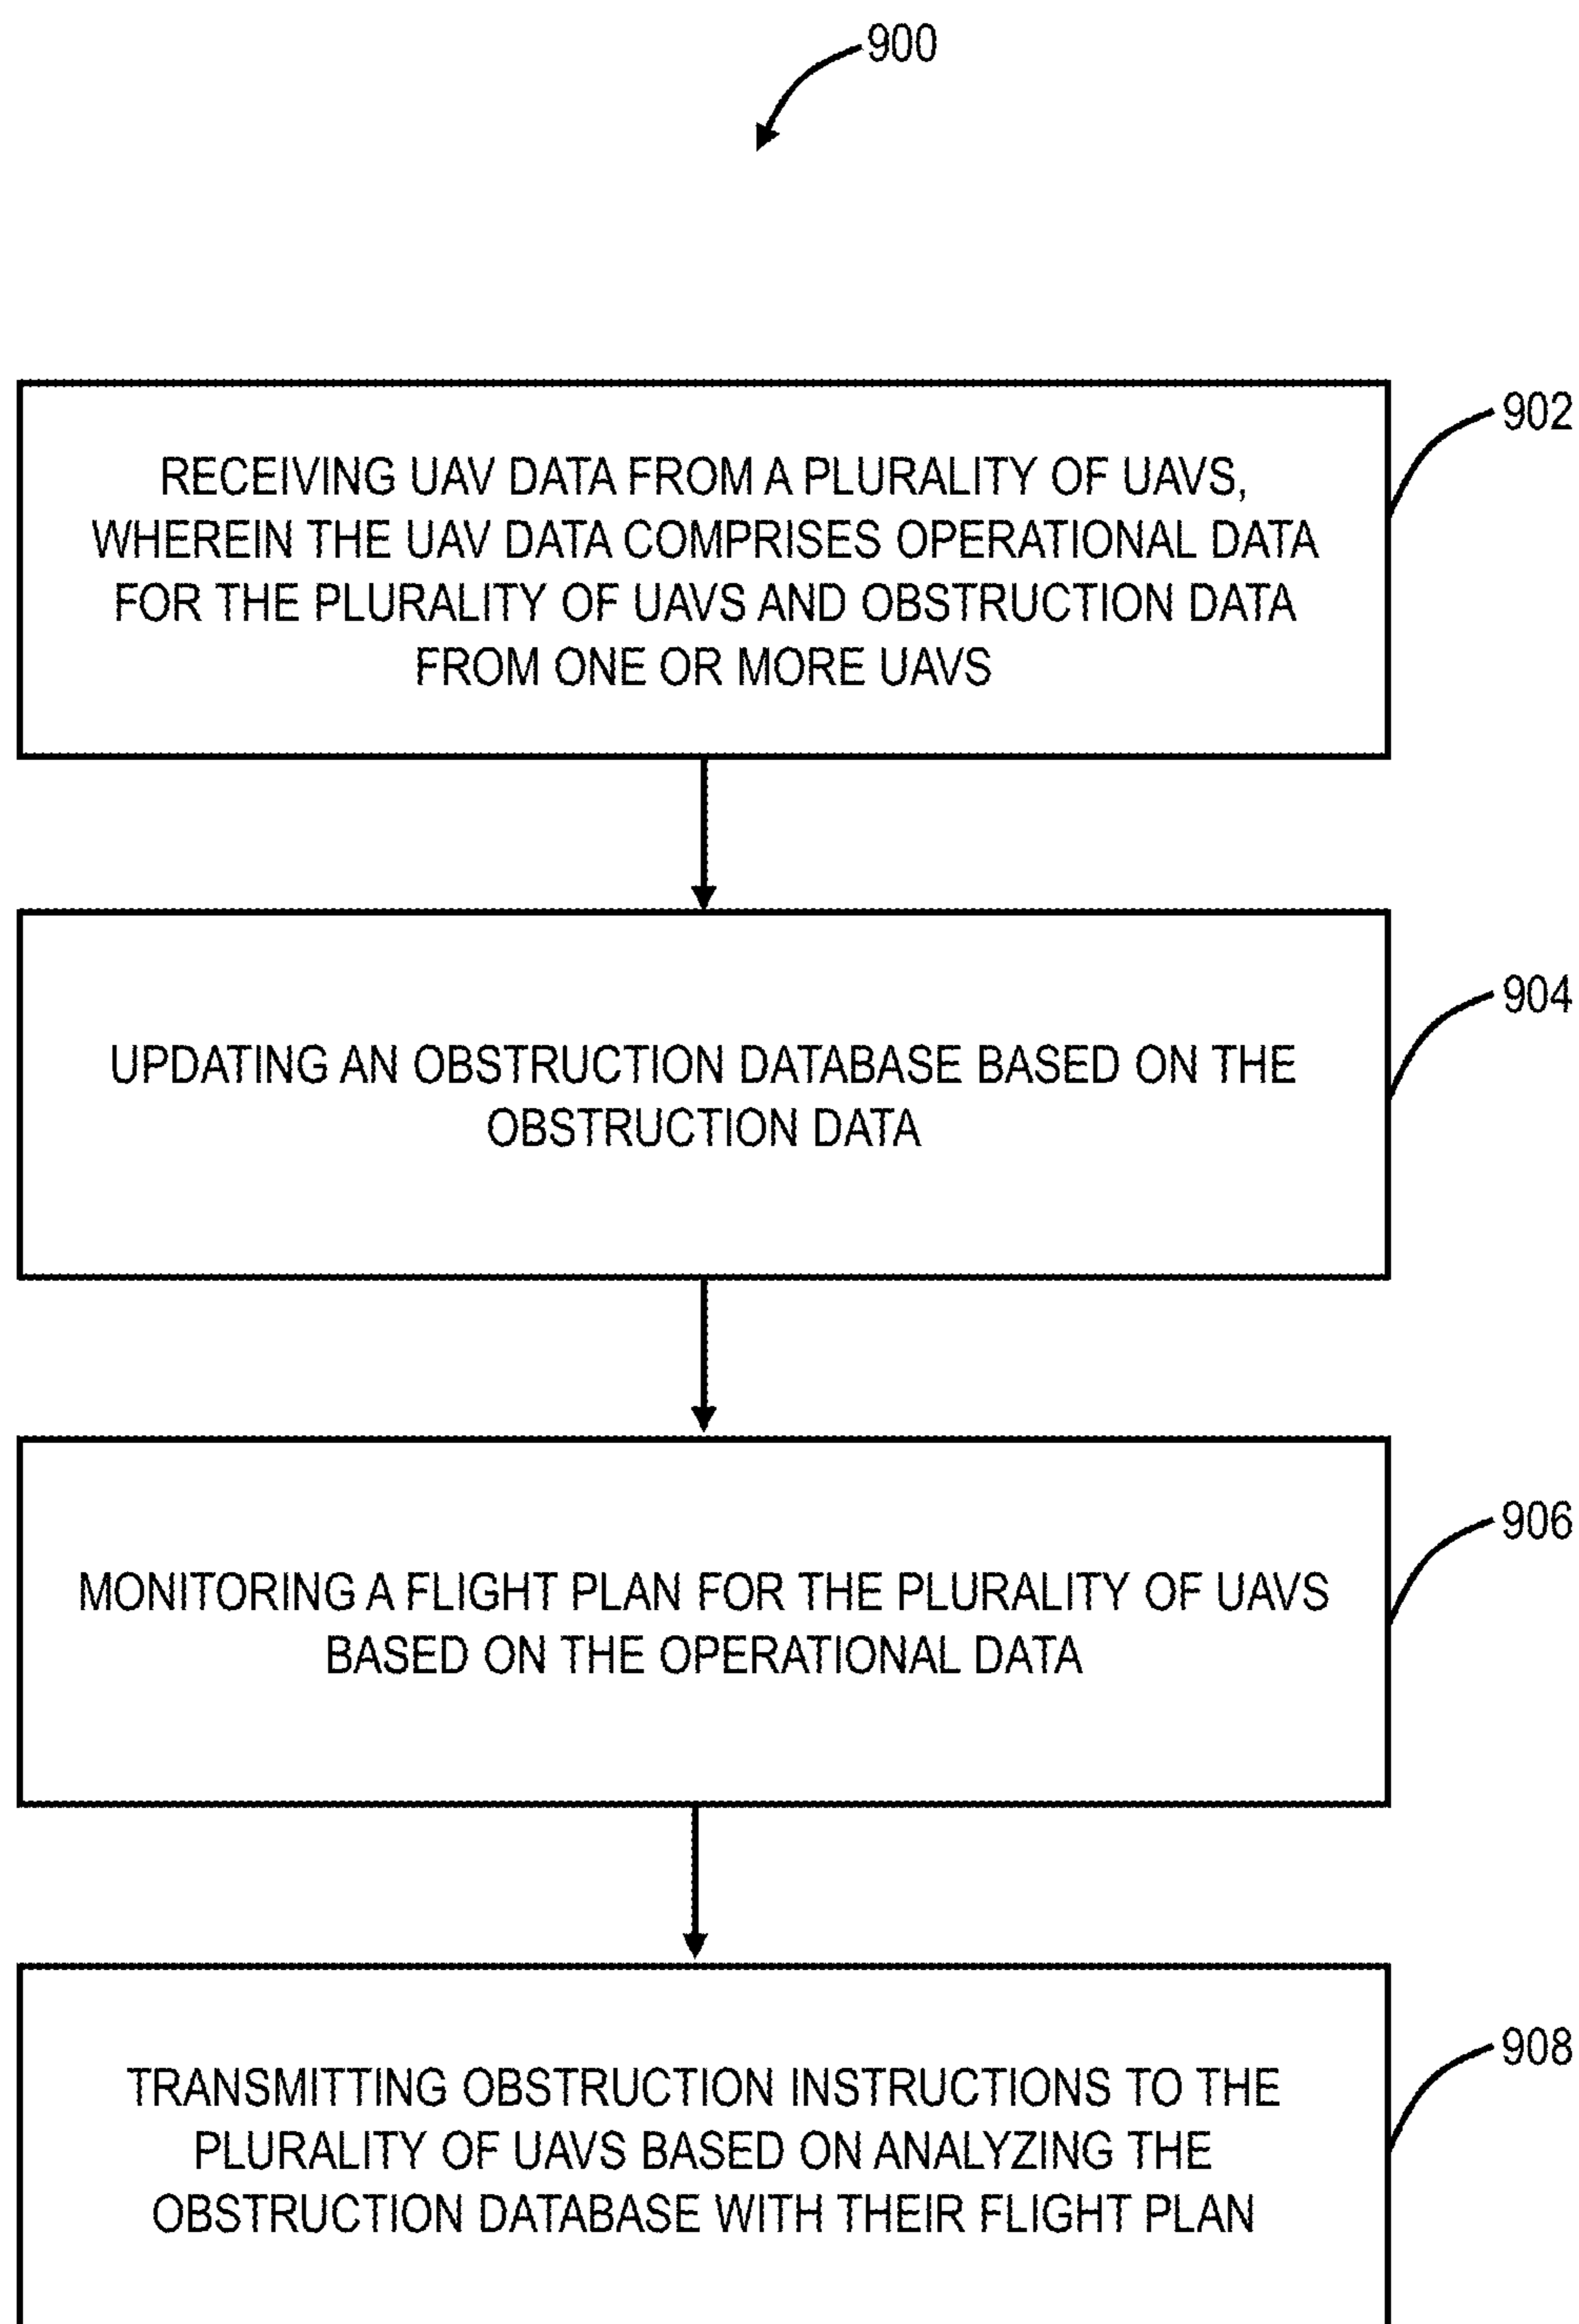 900
902
RECEIVING UAV DATA FROM A PLURALITY OF UAVS,
WHEREIN THE UAV DATA COMPRISES OPERATIONAL DATA
FOR THE PLURALITY OF UAVS AND OBSTRUCTION DATA
FROM ONE OR MORE UAVS
904
UPDATING AN OBSTRUCTION DATABASE BASED ON THE
OBSTRUCTION DATA
906
MONITORING A FLIGHT PLAN FOR THE PLURALITY OF UAVS
BASED ON THE OPERATIONAL DATA
908
TRANSMITTING OBSTRUCTION INSTRUCTIONS TO THE
PLURALITY OF UAVS BASED ON ANALYZING THE
OBSTRUCTION DATABASE WITH THEIR FLIGHT PLAN